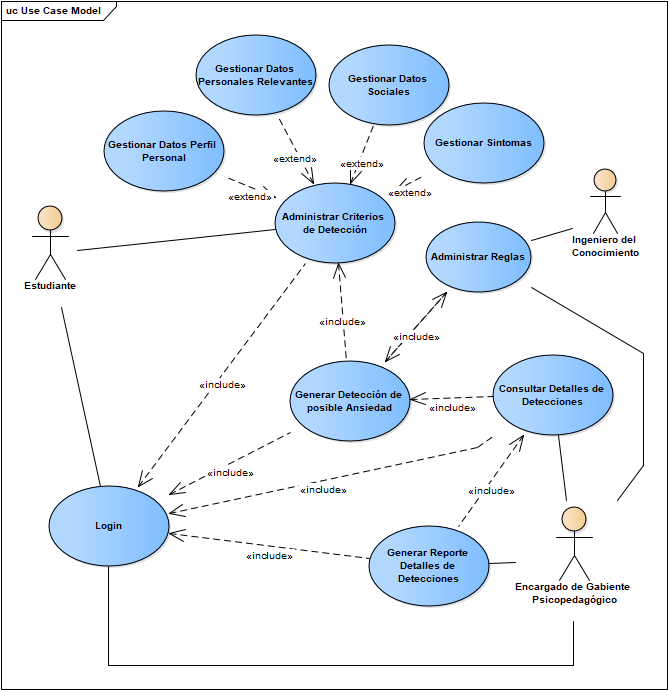 uc Use Case Model
Gestionar Datos
Personales Relevantes
Gestionar Datos
Sociales
Gestionar Datos Perfil
Personal
Gestionar Sintomas
«extend»
«extend»
«extend»
«extend»
Administrar Criterios
de Detección
Estudiante
Ingeniero del
Conocimiento
Administrar Reglas
«include»
«include»
«include»
Generar Detección de
posible Ansiedad
Consultar Detalles de
Detecciones
«include»
«include»
«include»
«include»
Login
«include»
Generar Reporte
Detalles de
Detecciones
Encargado de Gabiente
Psicopedagógico